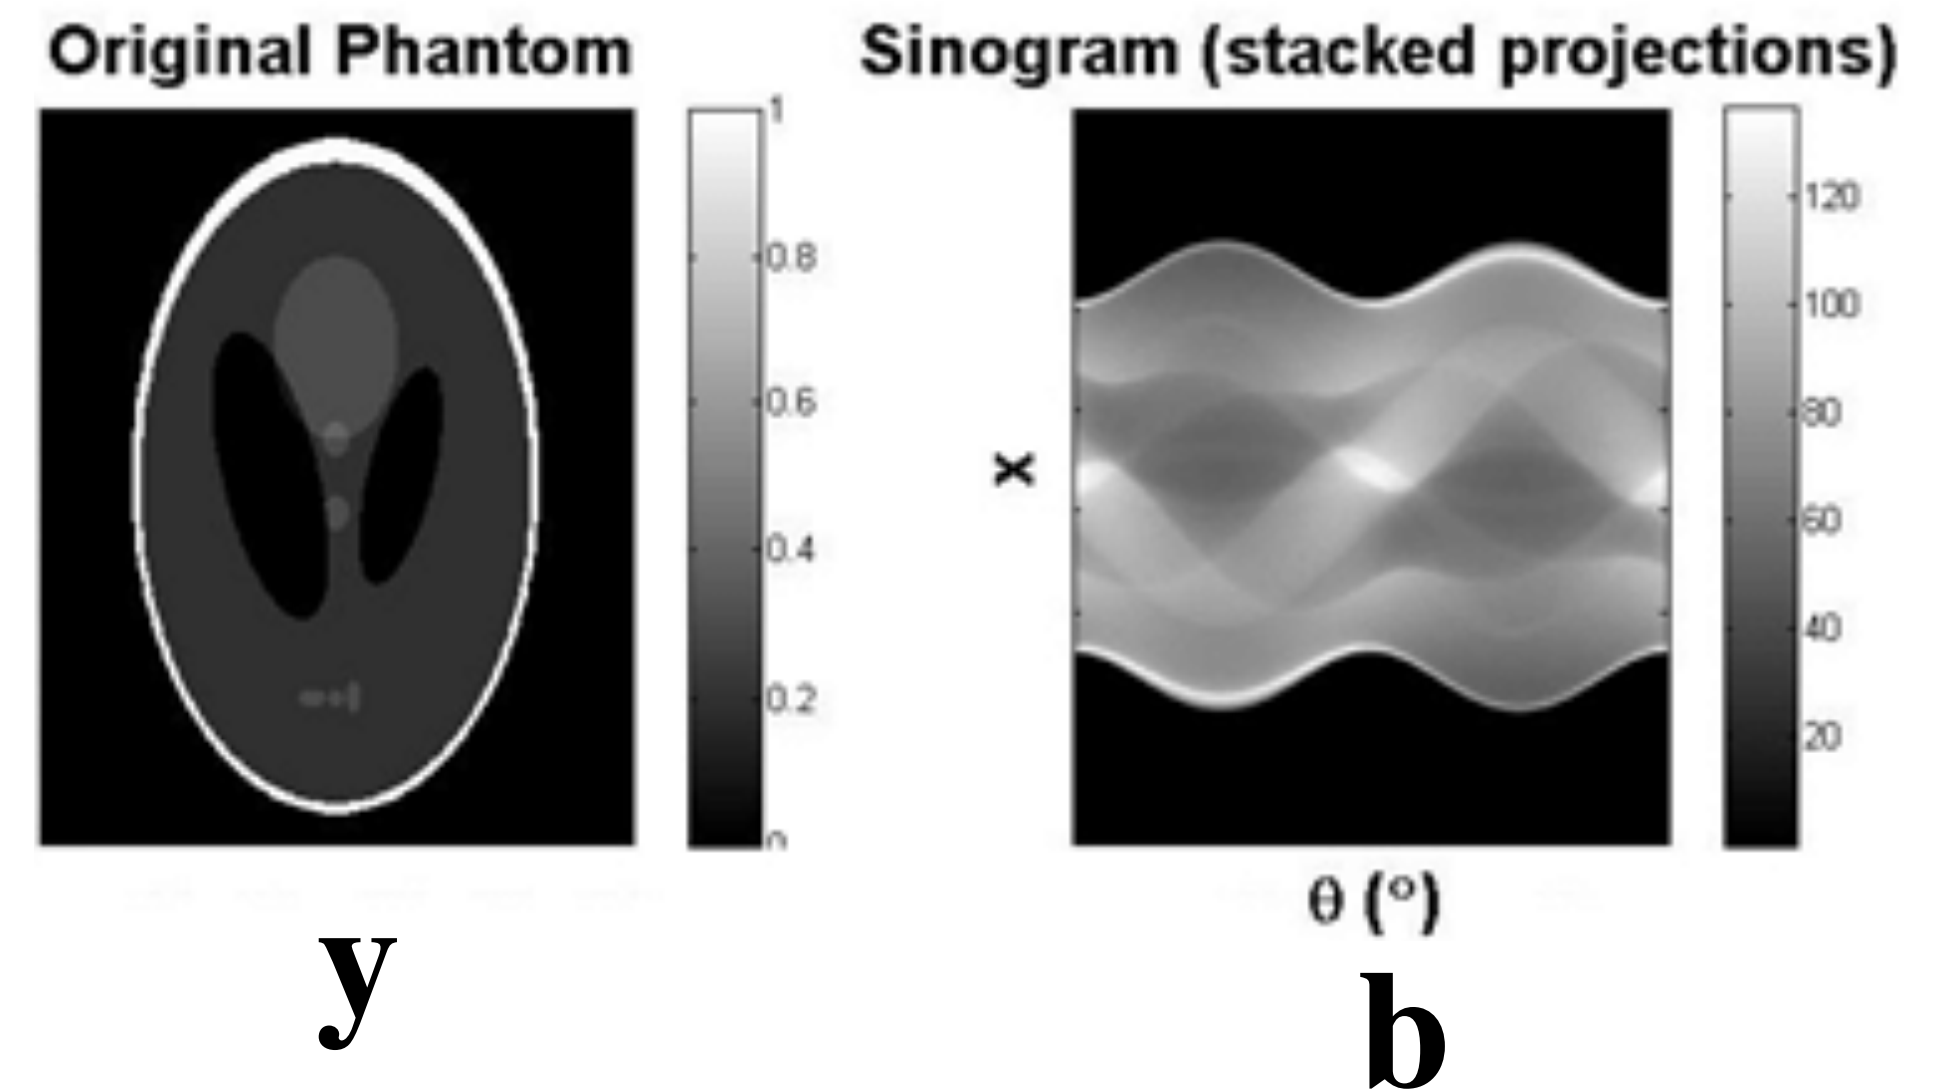 Original Phantom
1
0.8
0.6
0.4
0.2
0
y
Sinogram (stacked projections)
x
θ (°)
120
100
80
60
40
20
b